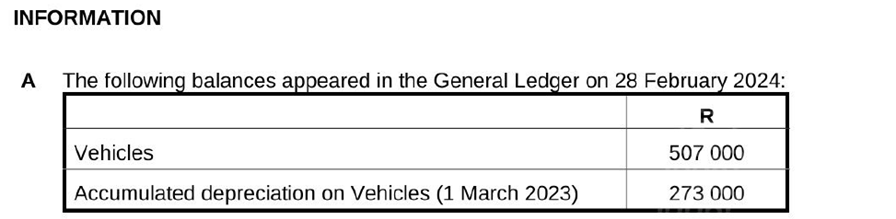 INFORMATION
A The following balances appeared in the General Ledger on 28 February 2024:
R
Vehicles 507 000
Accumulated depreciation on Vehicles (1 March 2023) 273 000